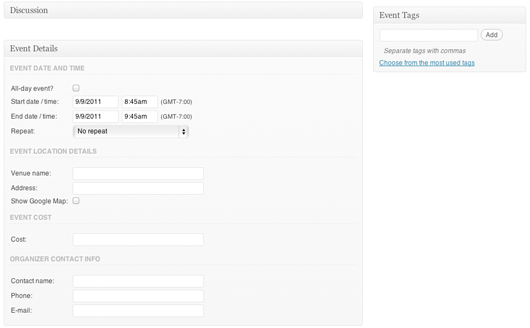 Discussion
Event Details
EVENT DATE AND TIME
All-day event?
Start date / time: 9/9/2011 8:45am (GMT-7:00)
End date / time: 9/9/2011 9:45am (GMT-7:00)
Repeat: No repeat
EVENT LOCATION DETAILS
Venue name:
Address:
Show Google Map:
EVENT COST
Cost:
ORGANIZER CONTACT INFO
Contact name:
Phone:
E-mail:
Event Tags
Add
Separate tags with commas
Choose from the most used tags